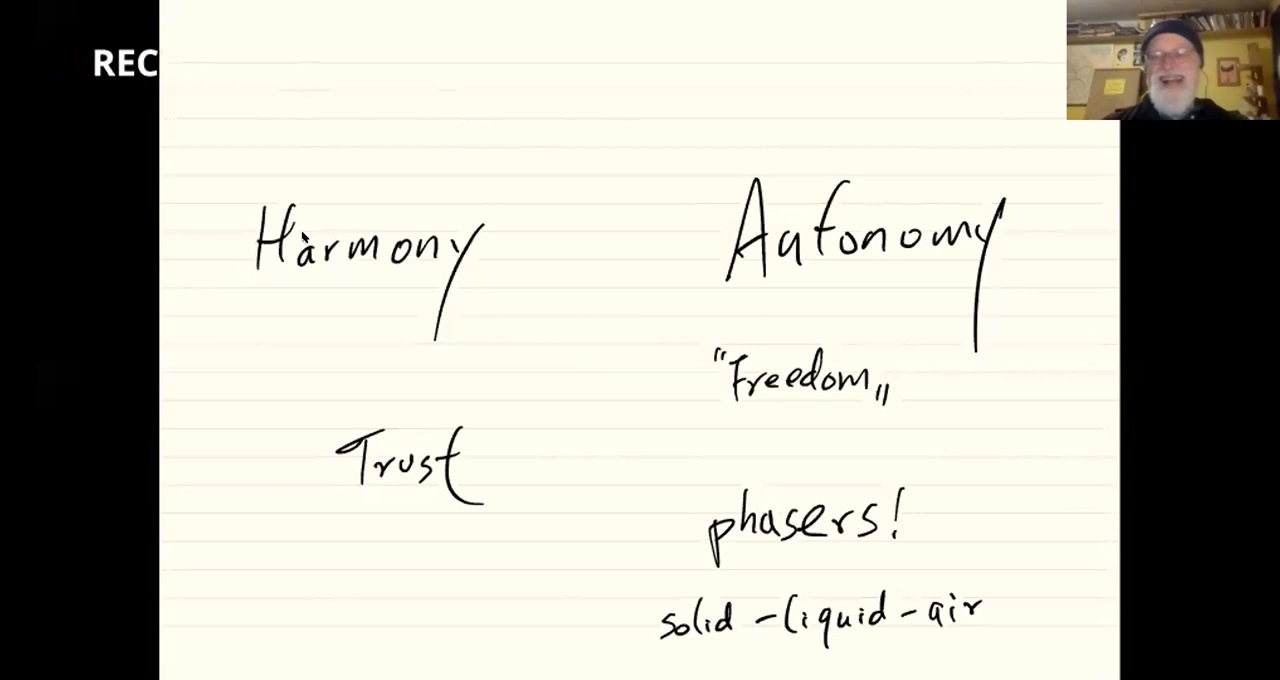 REC
Harmony
Autonomy
"Freedom„
Trust
phasers!
solid - liquid - air